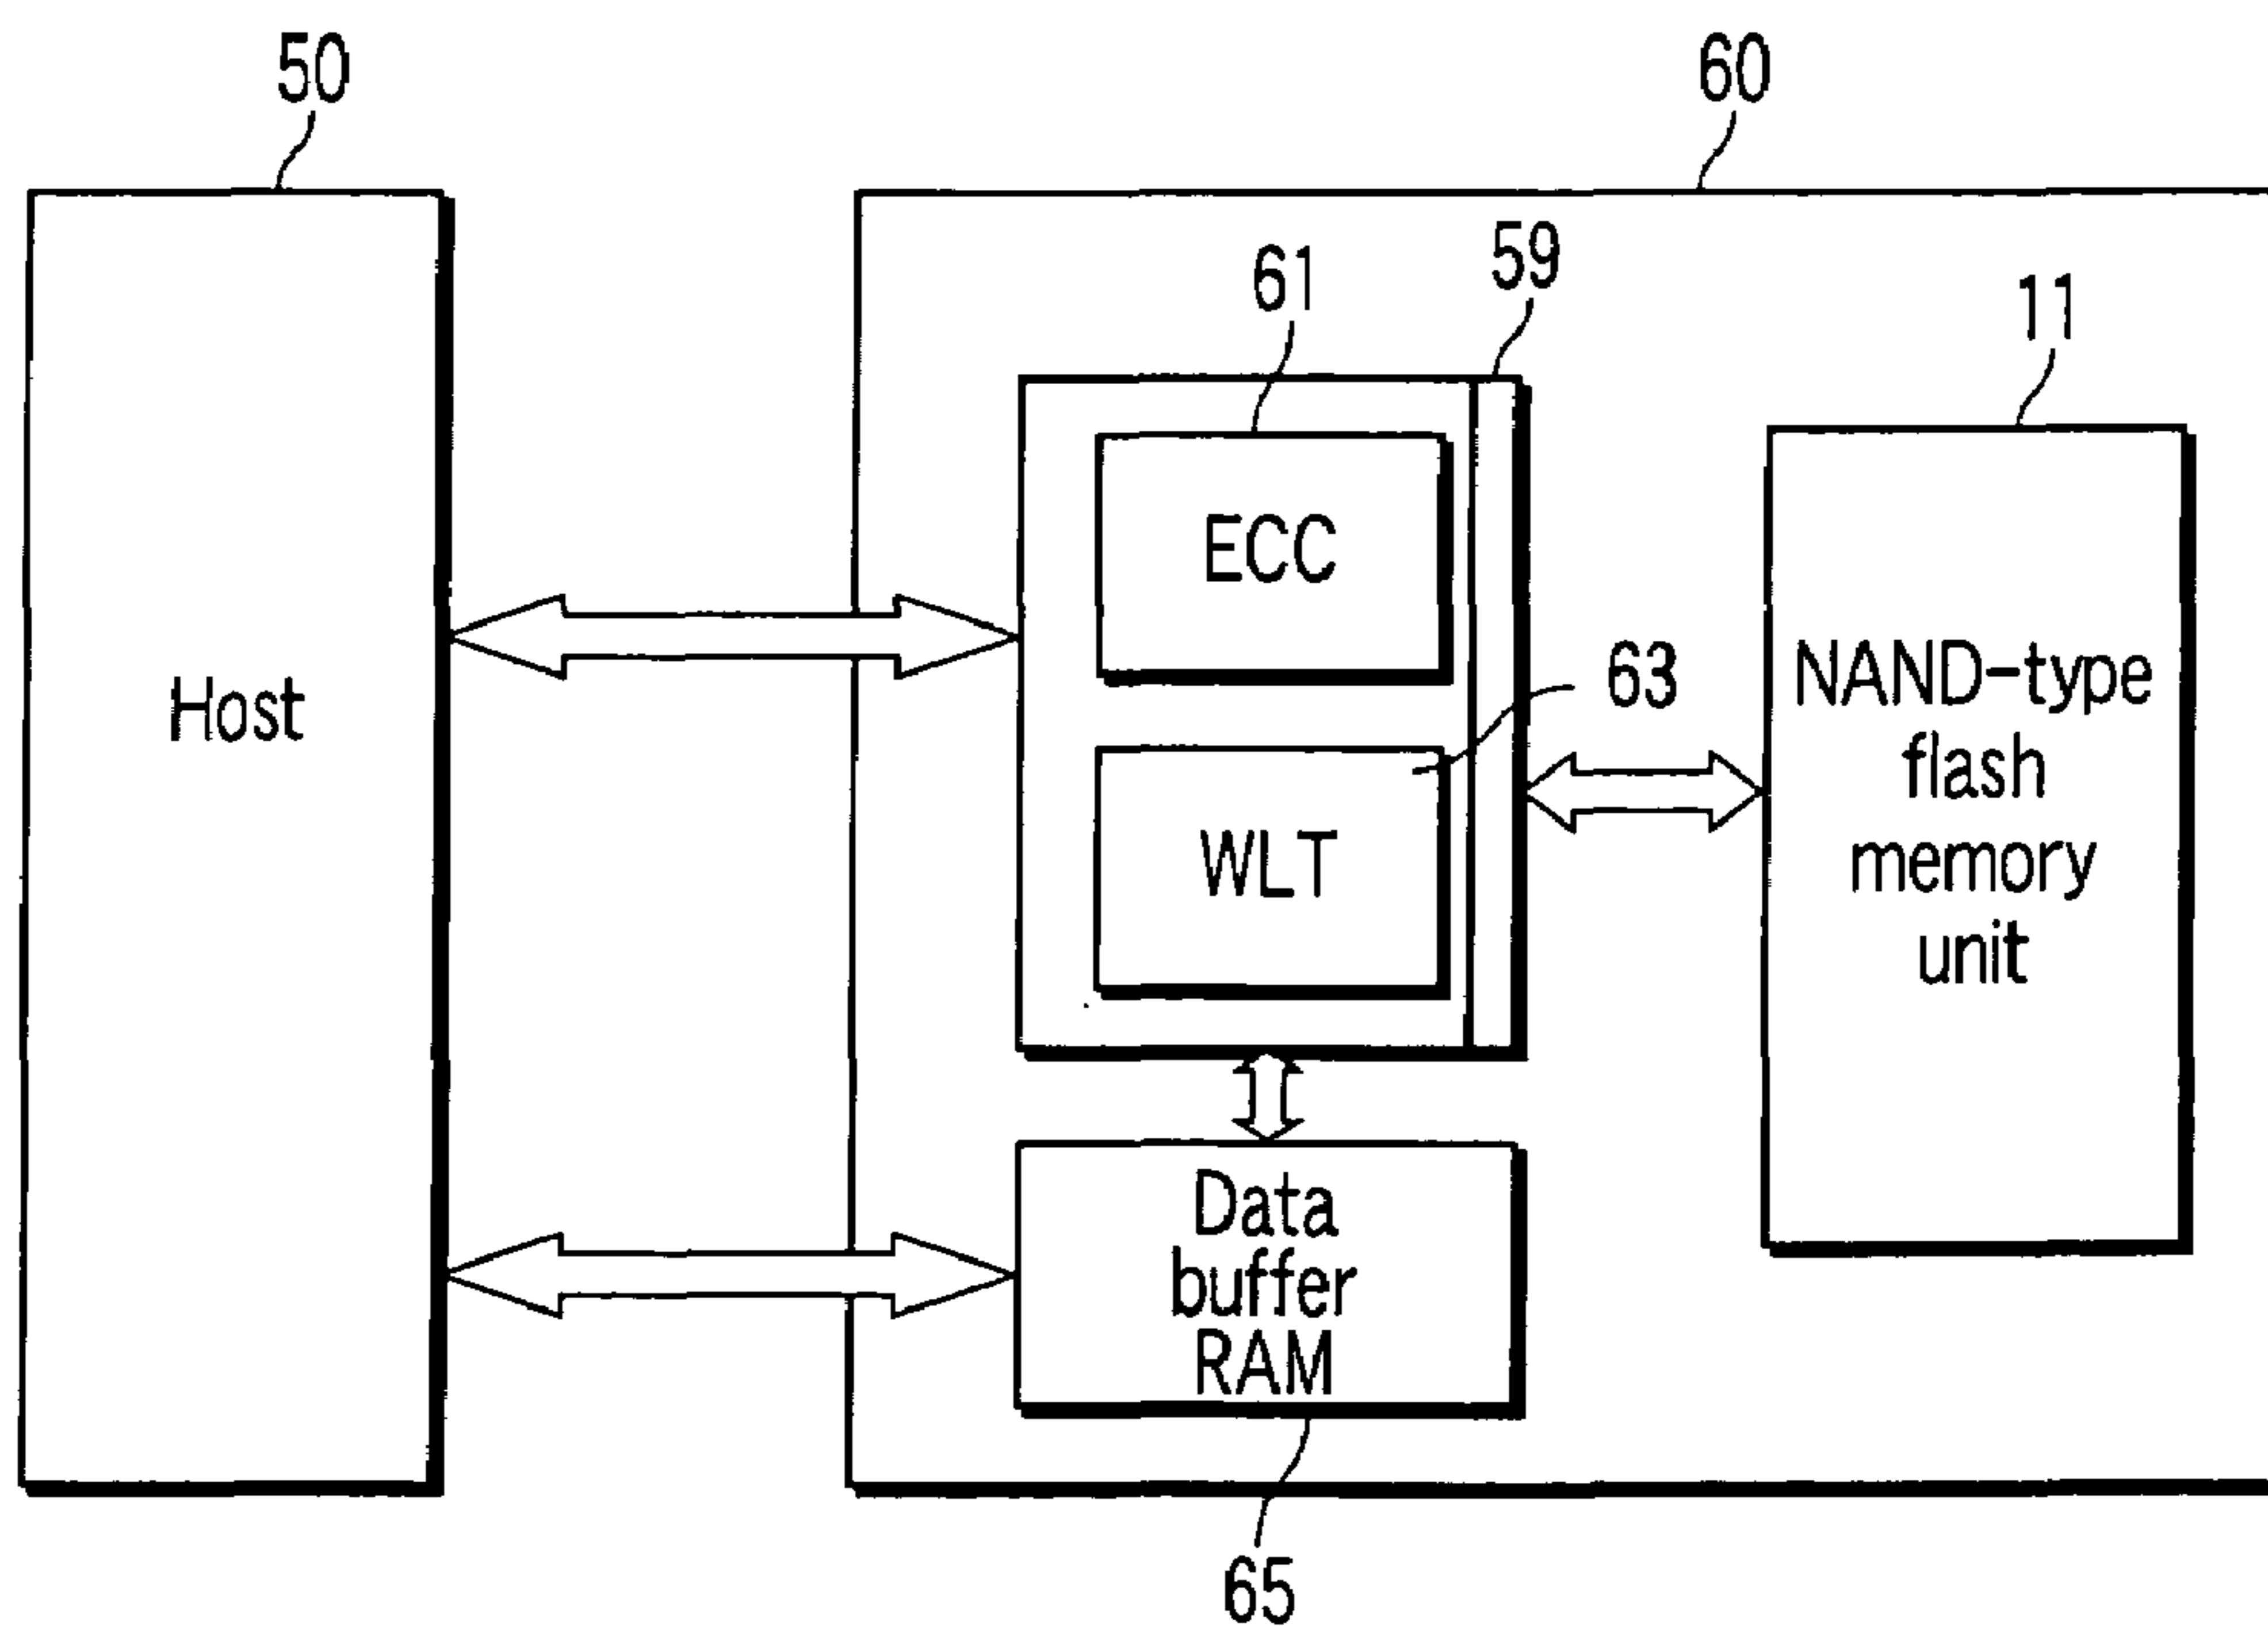 50
60
59
61
11
ECC
63
Host
NAND-type
flash
memory
unit
WLT
Data
buffer
RAM
65